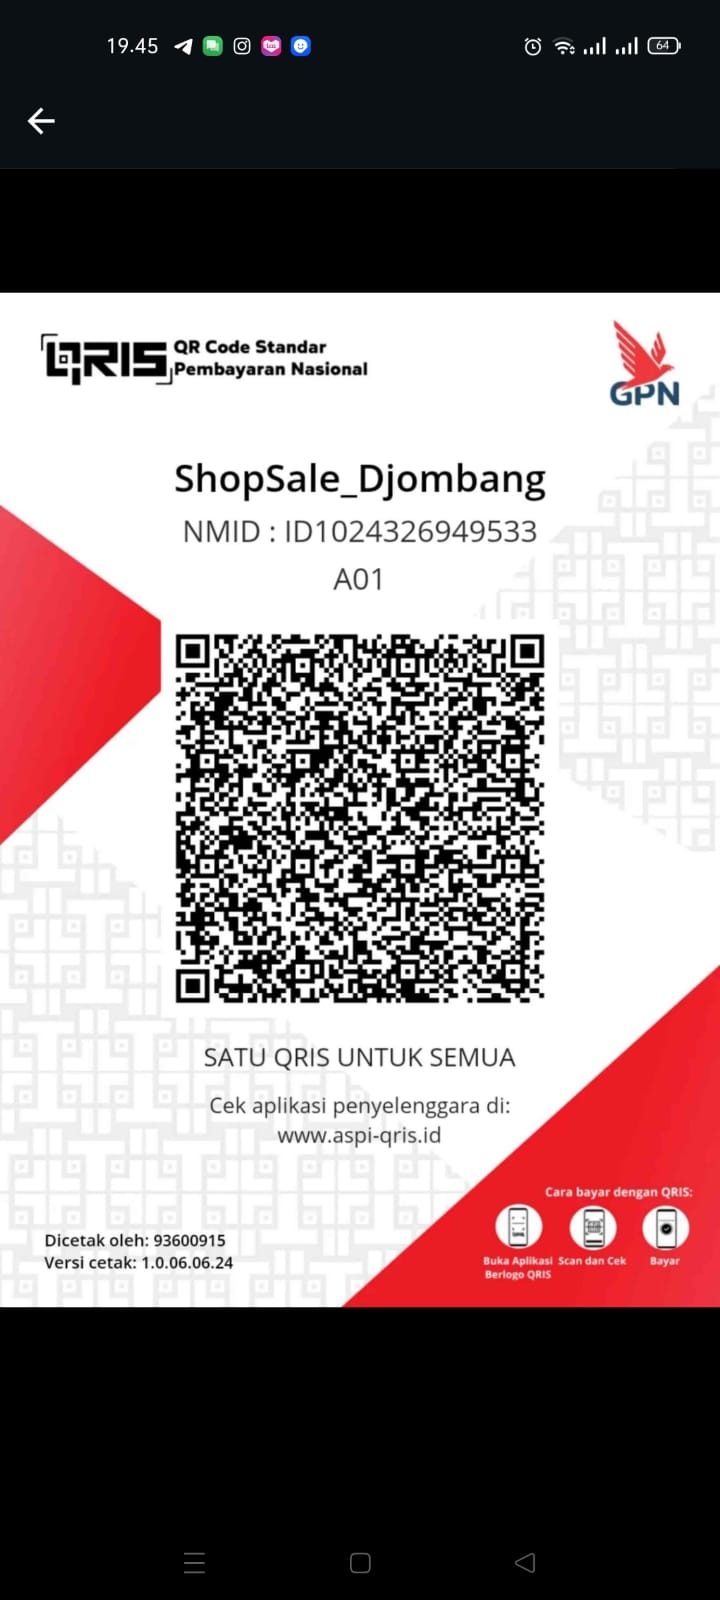 19.45
64
QRIS QR Code Standar
Pembayaran Nasional
GPN
ShopSale_Djombang
NMID : ID1024326949533
A01
SATU QRIS UNTUK SEMUA
Cek aplikasi penyelenggara di:
www.aspi-qris.id
Cara bayar dengan QRIS:
Buka Aplikasi Scan dan Cek Bayar
Berlogo QRIS
Dicetak oleh: 93600915
Versi cetak: 1.0.06.06.24